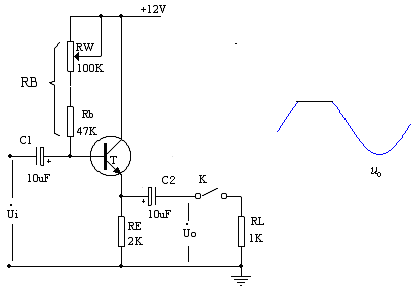 +12V
RW
100K
RB
Rb
47K
C1
10uF
T
C2
10uF
K
Ui
RE
2K
Uo
RL
1K
uo